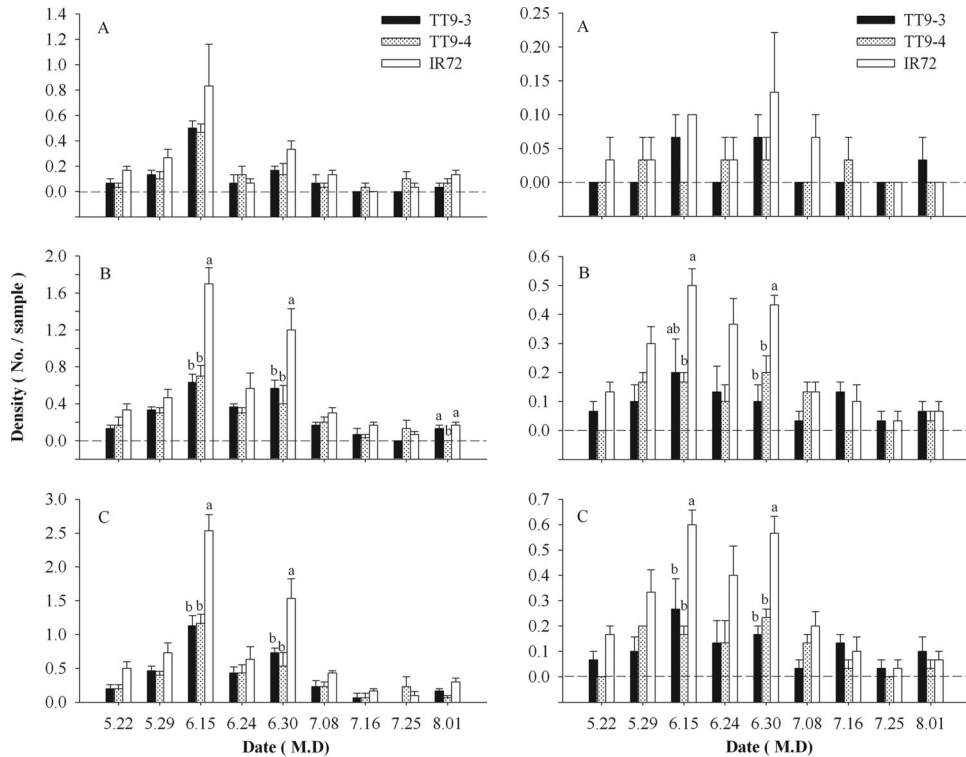 A
TT9-3
TT9-4
IR72
1.4
1.2
1.0
0.8
0.6
0.4
0.2
0.0
B
2.0
1.6
1.2
0.8
0.4
0.0
b b a
b b a
a b a
C
3.0
2.5
2.0
1.5
1.0
0.5
0.0
b b a
b b a
5.22 5.29 6.15 6.24 6.30 7.08 7.16 7.25 8.01
Date ( M.D)
Density ( No. / sample )
A
TT9-3
TT9-4
IR72
0.25
0.20
0.15
0.10
0.05
0.00
B
0.6
0.5
0.4
0.3
0.2
0.1
0.0
ab b a
b b a
C
0.7
0.6
0.5
0.4
0.3
0.2
0.1
0.0
b b a
b b a
5.22 5.29 6.15 6.24 6.30 7.08 7.16 7.25 8.01
Date ( M.D)